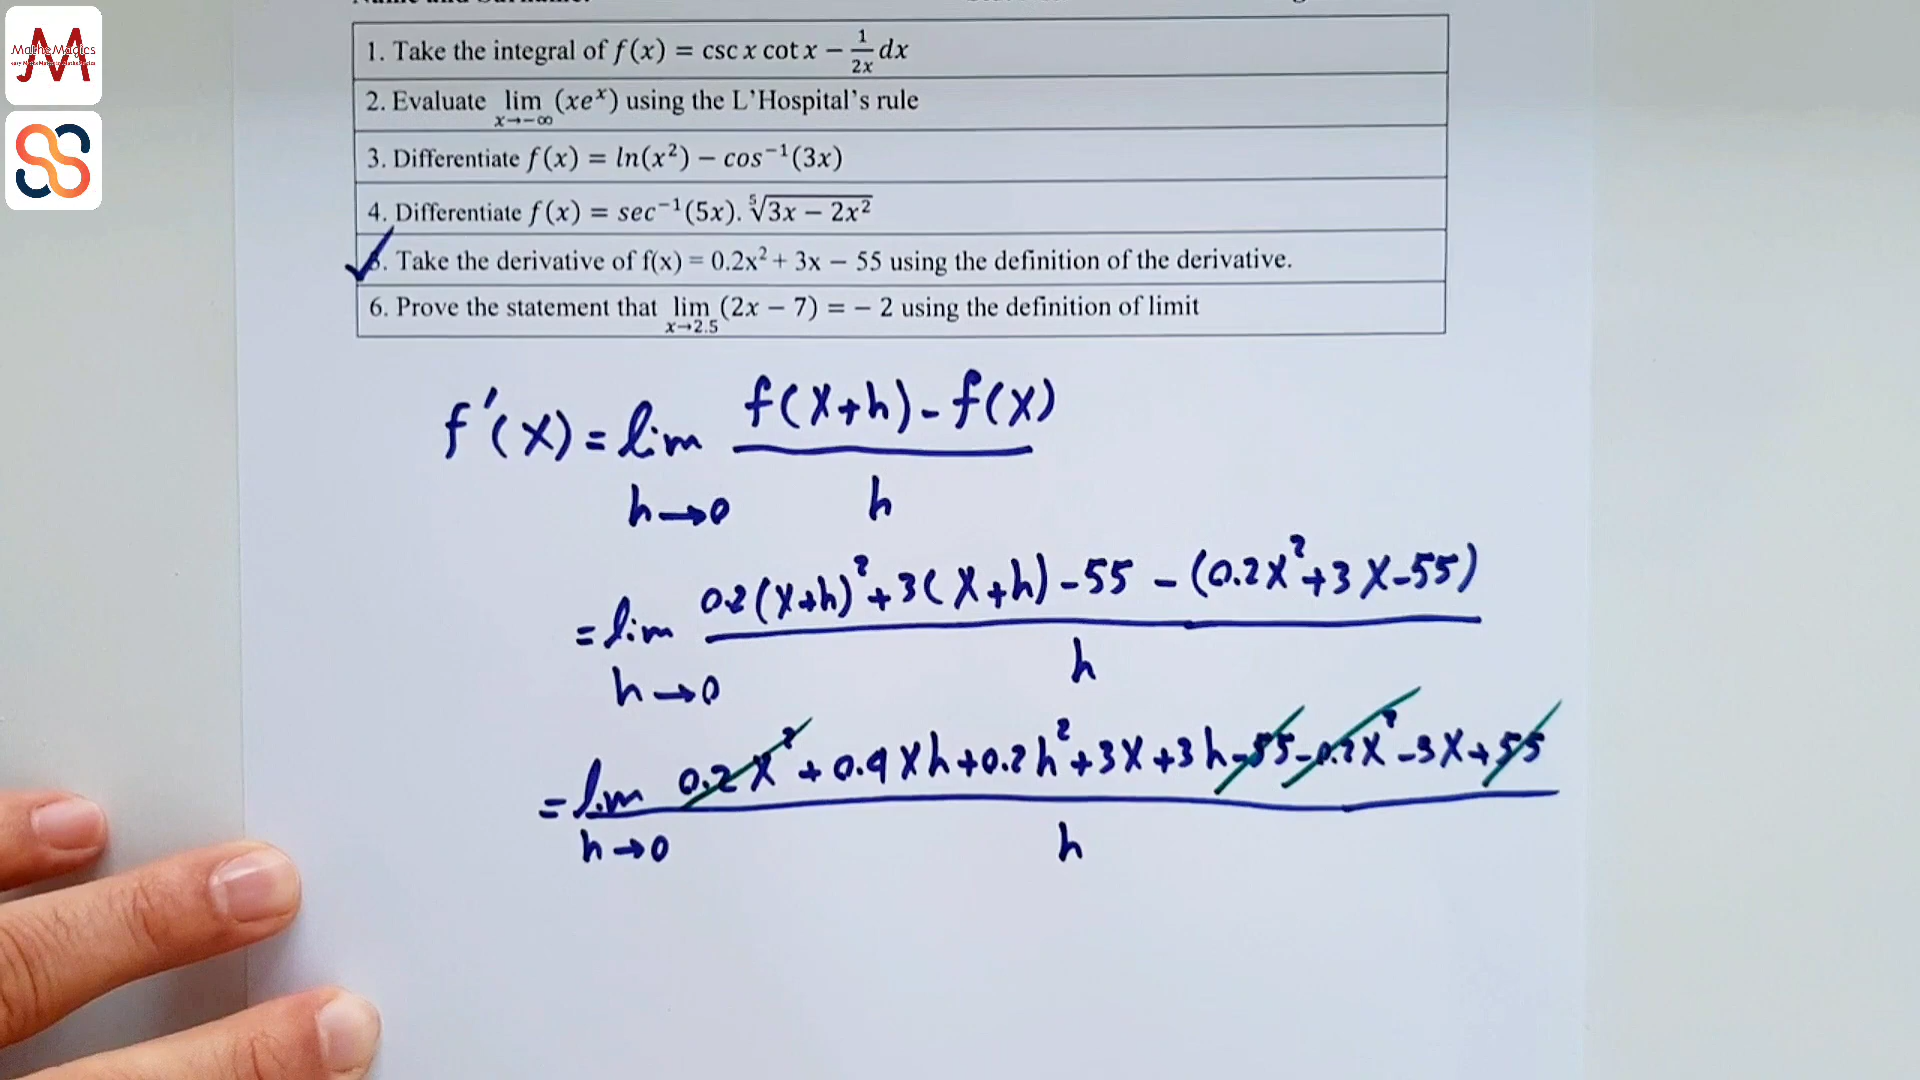 MatheMagics
1. Take the integral of f(x) = csc x cot x − 1/2x dx
2. Evaluate lim x→−∞ (xeˣ) using the L’Hospital’s rule
3. Differentiate f(x) = ln(x²) − cos⁻¹(3x)
4. Differentiate f(x) = sec⁻¹(5x). ⁵√3x − 2x²
. Take the derivative of f(x) = 0.2x² + 3x − 55 using the definition of the derivative.
6. Prove the statement that lim x→2.5 (2x − 7) = − 2 using the definition of limit
f'(x) = lim h→0 f(x+h) - f(x) / h
= lim h→0 0.2(x+h)² + 3(x+h) - 55 - (0.2x² + 3x - 55) / h
= lim h→0 0.2x² + 0.4xh + 0.2h² + 3x + 3h - 55 - 0.2x² - 3x + 55 / h